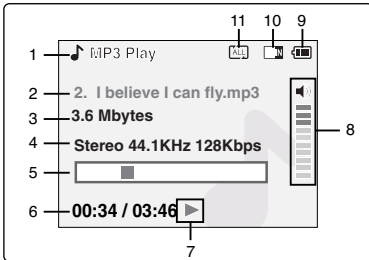 11 10 9
1 MP3 Play ALL N
2 2. I believe I can fly.mp3
3 3.6 Mbytes
8
4 Stereo 44.1KHz 128Kbps
5
6 00:34 / 03:46
7